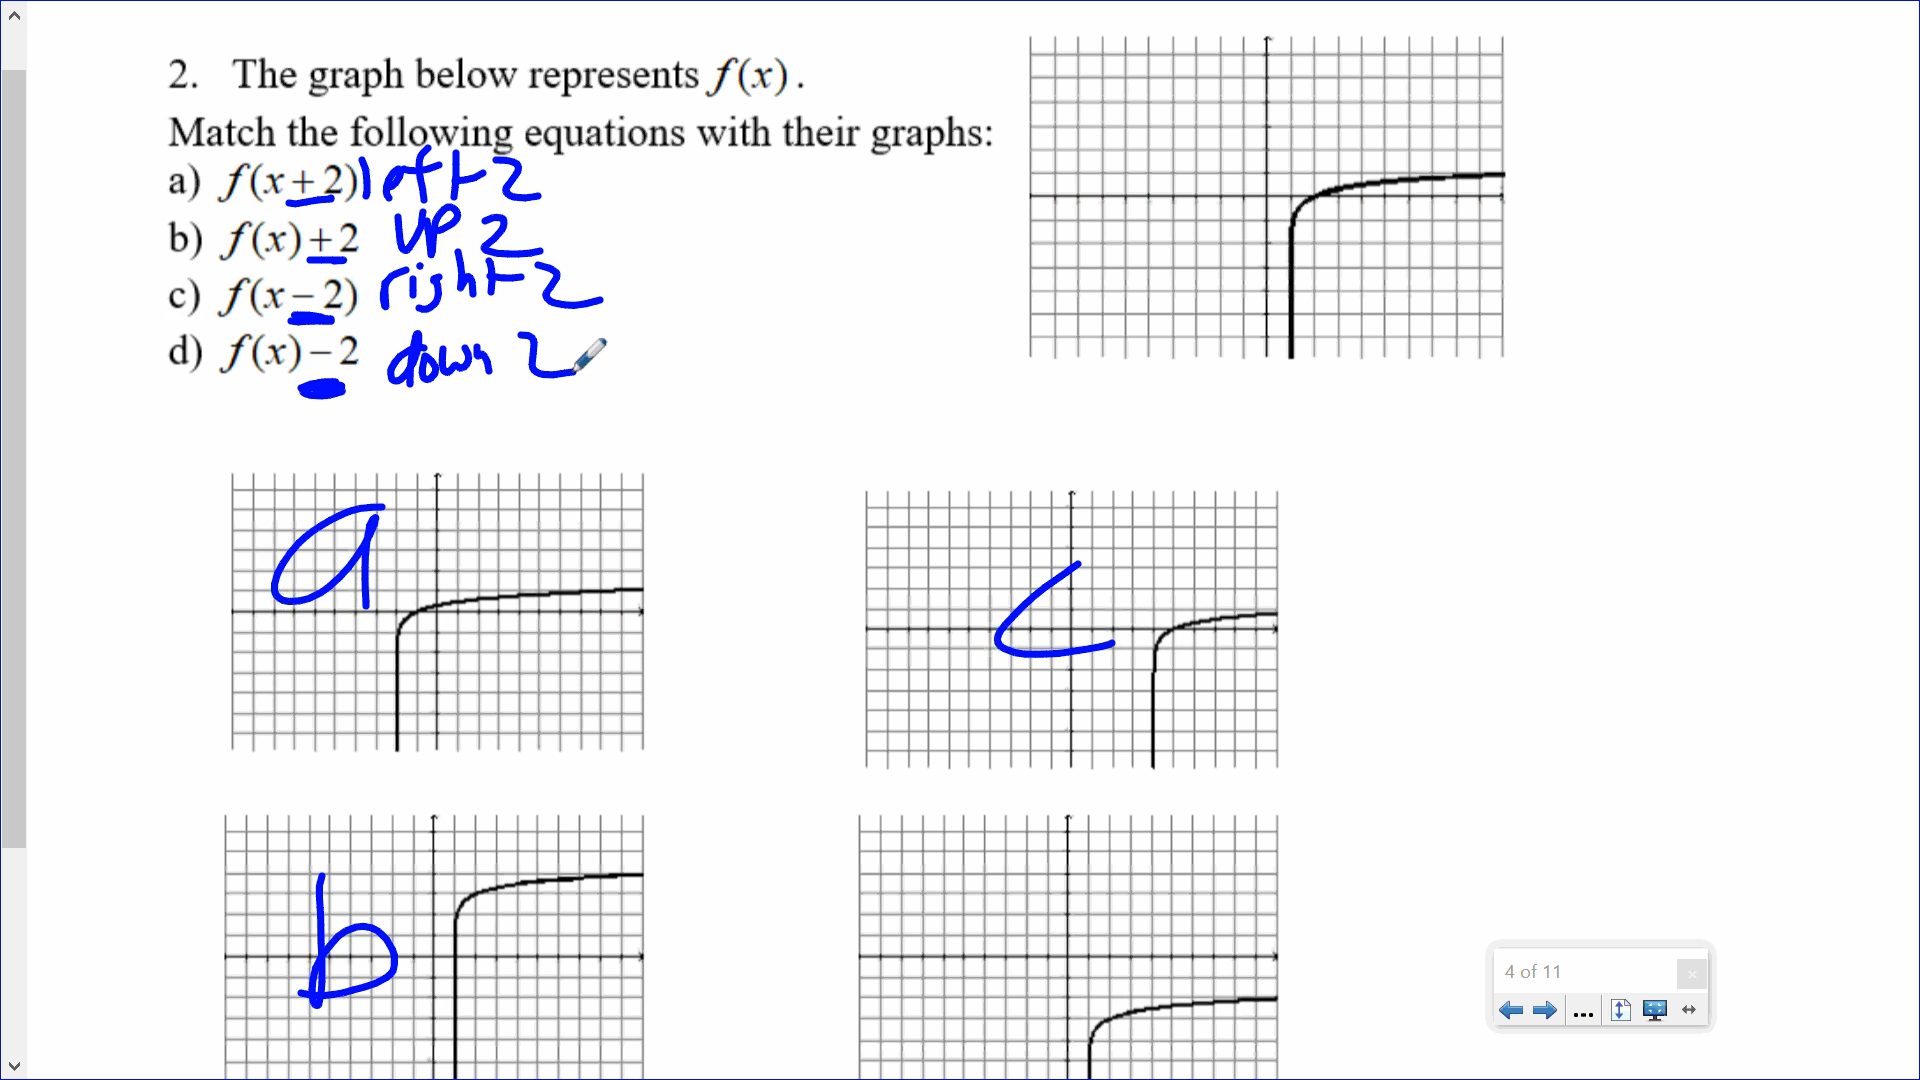 2. The graph below represents f(x).
Match the following equations with their graphs:
a) f(x+2) left 2
b) f(x)+2 up 2
c) f(x−2) right 2
d) f(x)−2 down 2
a
c
b
4 of 11